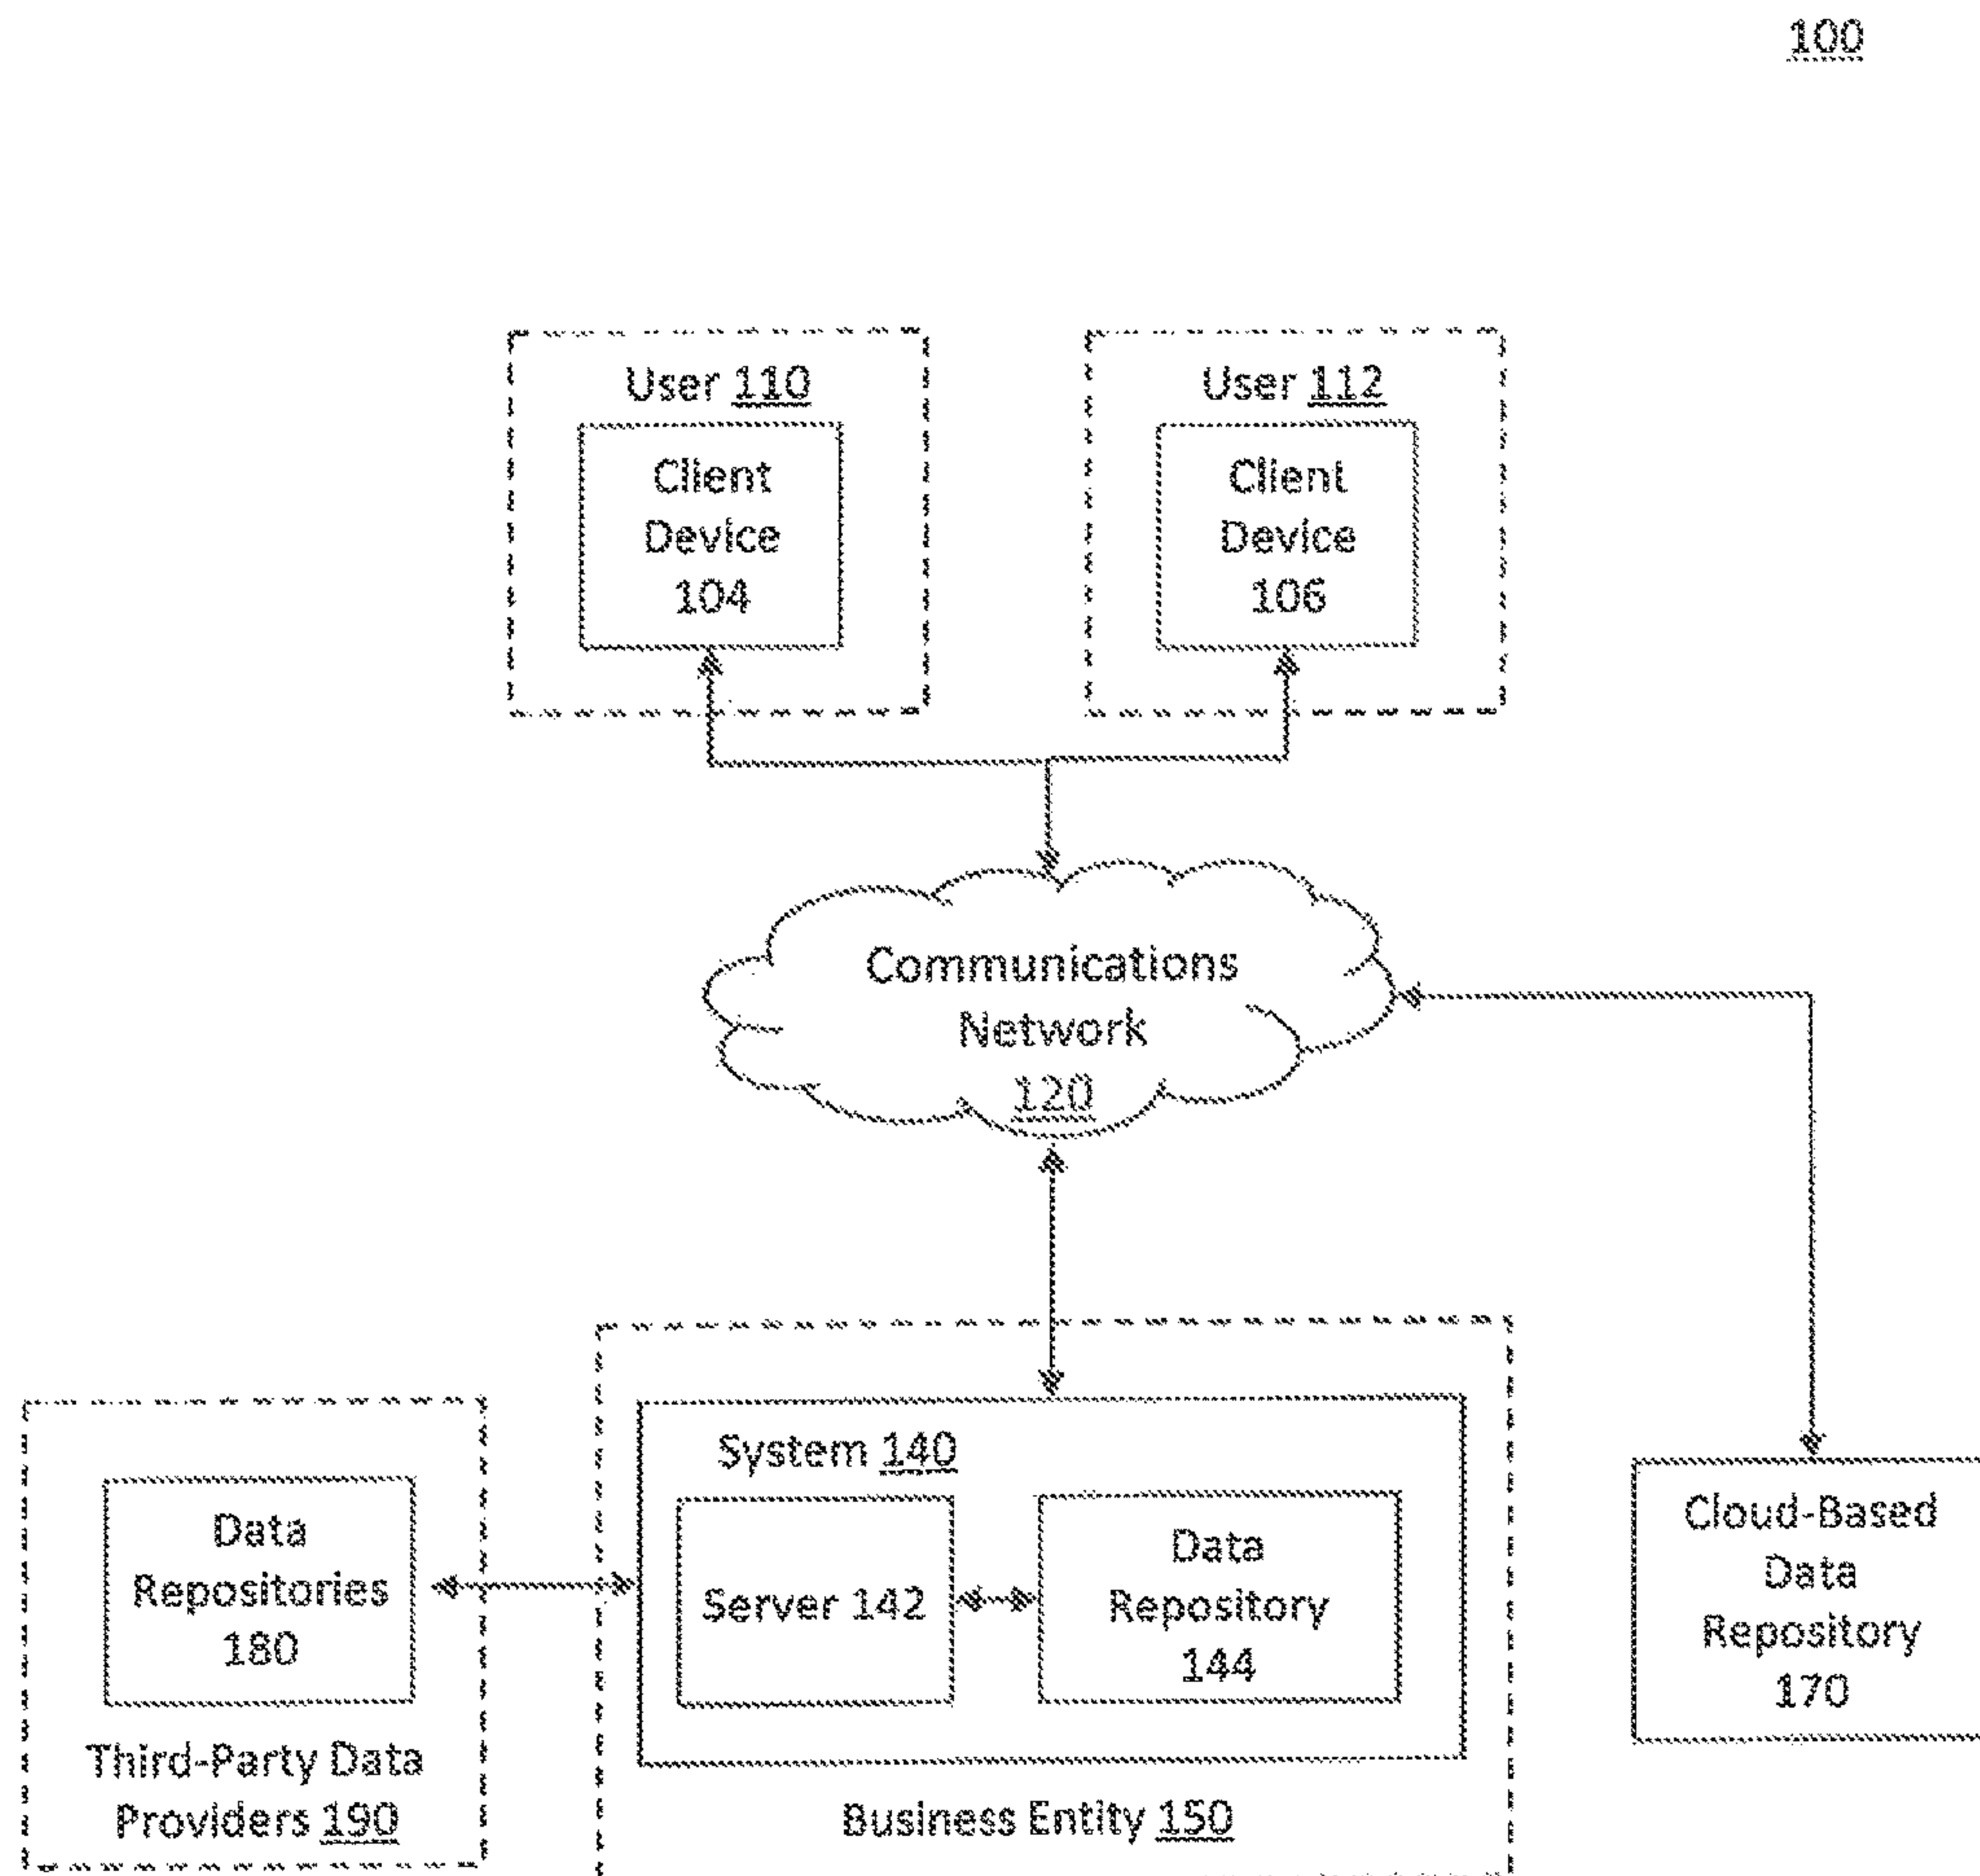 100
User 110
Client
Device
104
User 112
Client
Device
106
Communications
Network
120
Data
Repositories
180
Third-Party Data
Providers 190
System 140
Server 142
Data
Repository
144
Business Entity 150
Cloud-Based
Data
Repository
170